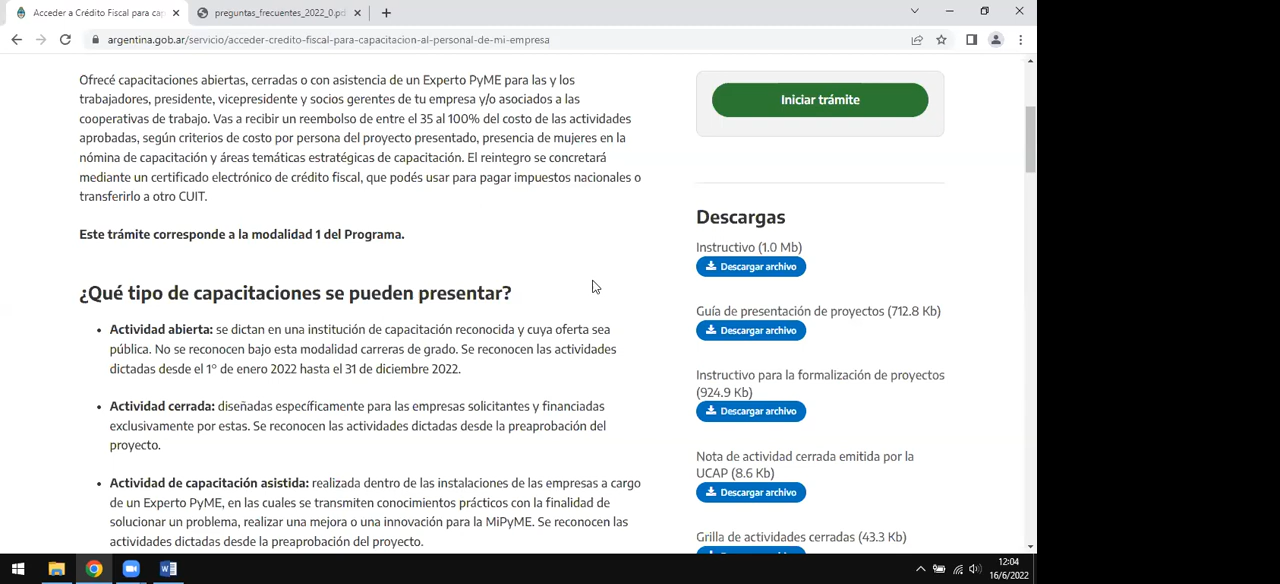 Acceder a Crédito Fiscal para cap
preguntas_frecuentes_2022_0.pd
argentina.gob.ar/servicio/acceder-credito-fiscal-para-capacitacion-al-personal-de-mi-empresa
Ofrecé capacitaciones abiertas, cerradas o con asistencia de un Experto PyME para las y los
trabajadores, presidente, vicepresidente y socios gerentes de tu empresa y/o asociados a las
cooperativas de trabajo. Vas a recibir un reembolso de entre el 35 al 100% del costo de las actividades
aprobadas, según criterios de costo por persona del proyecto presentado, presencia de mujeres en la
nómina de capacitación y áreas temáticas estratégicas de capacitación. El reintegro se concretará
mediante un certificado electrónico de crédito fiscal, que podés usar para pagar impuestos nacionales o
transferirlo a otro CUIT.
Este trámite corresponde a la modalidad 1 del Programa.
¿Qué tipo de capacitaciones se pueden presentar?
• Actividad abierta: se dictan en una institución de capacitación reconocida y cuya oferta sea
pública. No se reconocen bajo esta modalidad carreras de grado. Se reconocen las actividades
dictadas desde el 1° de enero 2022 hasta el 31 de diciembre 2022.
• Actividad cerrada: diseñadas específicamente para las empresas solicitantes y financiadas
exclusivamente por estas. Se reconocen las actividades dictadas desde la preaprobación del
proyecto.
• Actividad de capacitación asistida: realizada dentro de las instalaciones de las empresas a cargo
de un Experto PyME, en las cuales se transmiten conocimientos prácticos con la finalidad de
solucionar un problema, realizar una mejora o una innovación para la MiPyME. Se reconocen las
actividades dictadas desde la preaprobación del proyecto.
Iniciar trámite
Descargas
Instructivo (1.0 Mb)
Descargar archivo
Guía de presentación de proyectos (712.8 Kb)
Descargar archivo
Instructivo para la formalización de proyectos
(924.9 Kb)
Descargar archivo
Nota de actividad cerrada emitida por la
UCAP (8.6 Kb)
Descargar archivo
Grilla de actividades cerradas (43.3 Kb)
12:04
16/6/2022